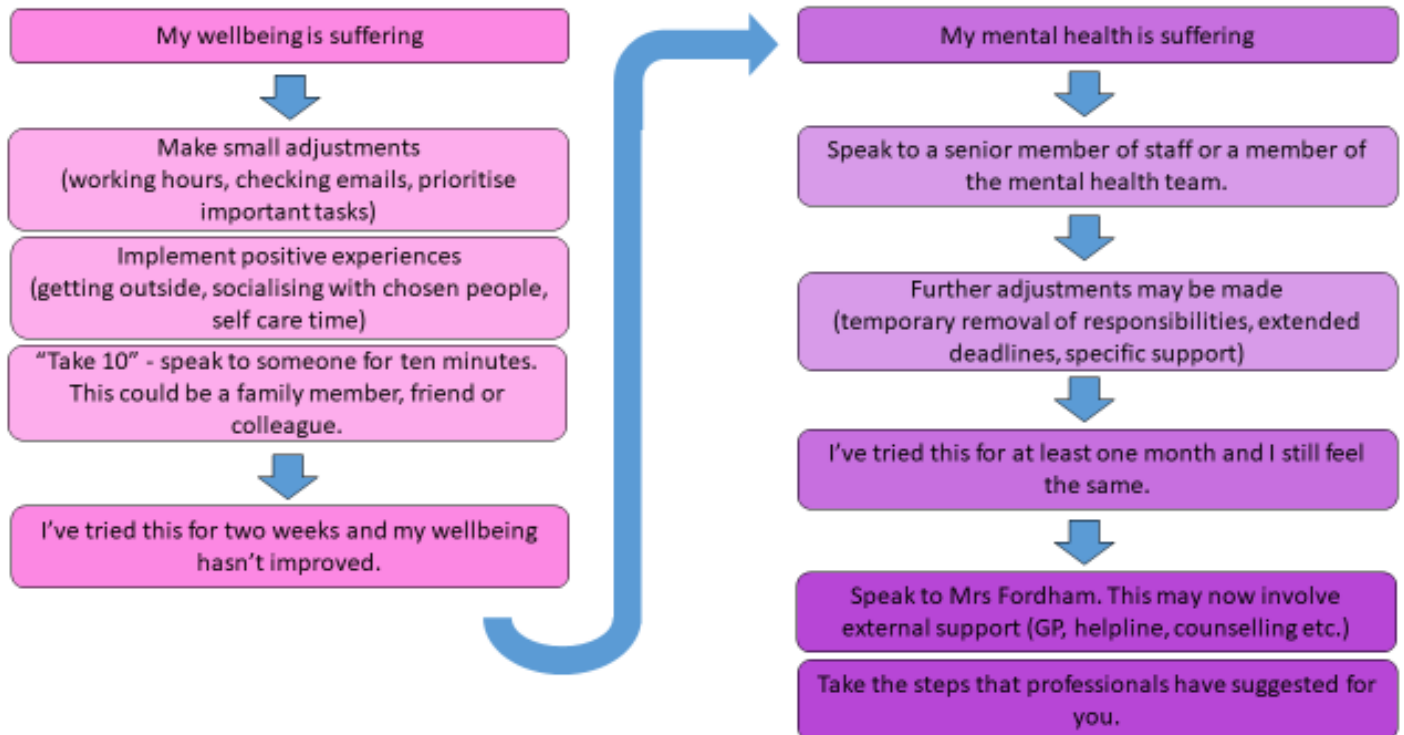 My wellbeing is suffering
Make small adjustments
(working hours, checking emails, prioritise
important tasks)
Implement positive experiences
(getting outside, socialising with chosen people,
self care time)
“Take 10” - speak to someone for ten minutes.
This could be a family member, friend or
colleague.
I’ve tried this for two weeks and my wellbeing
hasn’t improved.
My mental health is suffering
Speak to a senior member of staff or a member of
the mental health team.
Further adjustments may be made
(temporary removal of responsibilities, extended
deadlines, specific support)
I’ve tried this for at least one month and I still feel
the same.
Speak to Mrs Fordham. This may now involve
external support (GP, helpline, counselling etc.)
Take the steps that professionals have suggested for
you.